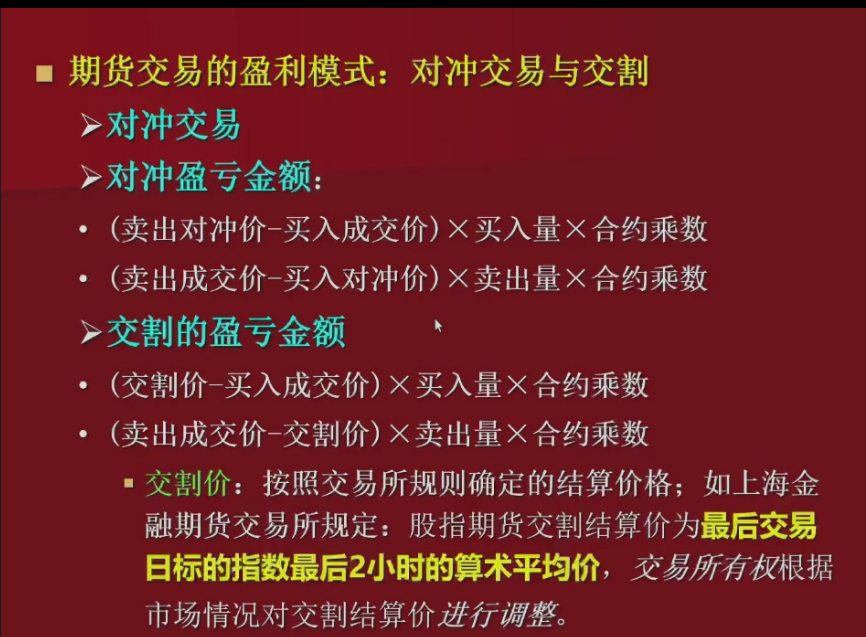 期货交易的盈利模式：对冲交易与交割
➢对冲交易
➢对冲盈亏金额：
• (卖出对冲价-买入成交价)×买入量×合约乘数
• (卖出成交价-买入对冲价)×卖出量×合约乘数
➢交割的盈亏金额
• (交割价-买入成交价)×买入量×合约乘数
• (卖出成交价-交割价)×卖出量×合约乘数
交割价：按照交易所规则确定的结算价格；如上海金
融期货交易所规定：股指期货交割结算价为最后交易
日标的指数最后2小时的算术平均价，交易所有权根据
市场情况对交割结算价进行调整。